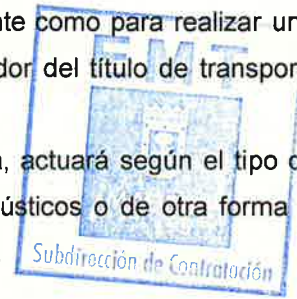 nte como para realizar un
EMT
dor del título de transpor
a, actuará según el tipo d
ústicos o de otra forma
Subdirección de Contratación